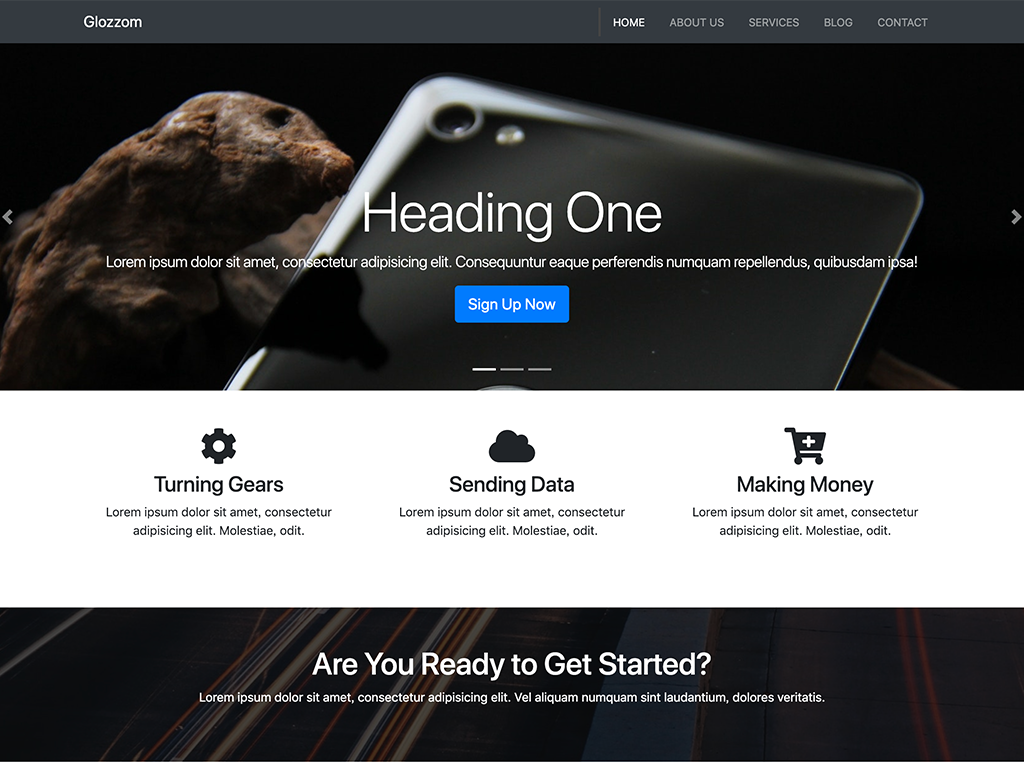 Glozzom
HOME ABOUT US SERVICES BLOG CONTACT
Heading One
Lorem ipsum dolor sit amet, consectetur adipisicing elit. Consequuntur eaque perferendis numquam repellendus, quibusdam ipsa!
Sign Up Now
Turning Gears
Lorem ipsum dolor sit amet, consectetur
adipisicing elit. Molestiae, odit.
Sending Data
Lorem ipsum dolor sit amet, consectetur
adipisicing elit. Molestiae, odit.
Making Money
Lorem ipsum dolor sit amet, consectetur
adipisicing elit. Molestiae, odit.
Are You Ready to Get Started?
Lorem ipsum dolor sit amet, consectetur adipisicing elit. Vel aliquam numquam sint laudantium, dolores veritatis.